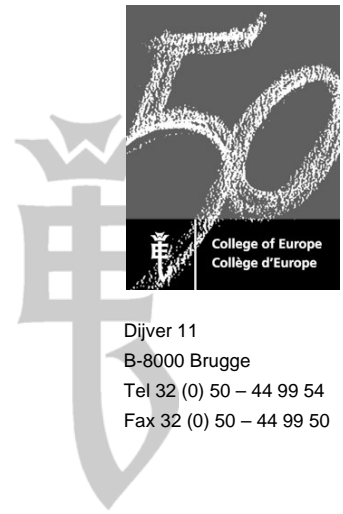 50
College of Europe
Collège d'Europe
Dijver 11
B-8000 Brugge
Tel 32 (0) 50 – 44 99 54
Fax 32 (0) 50 – 44 99 50